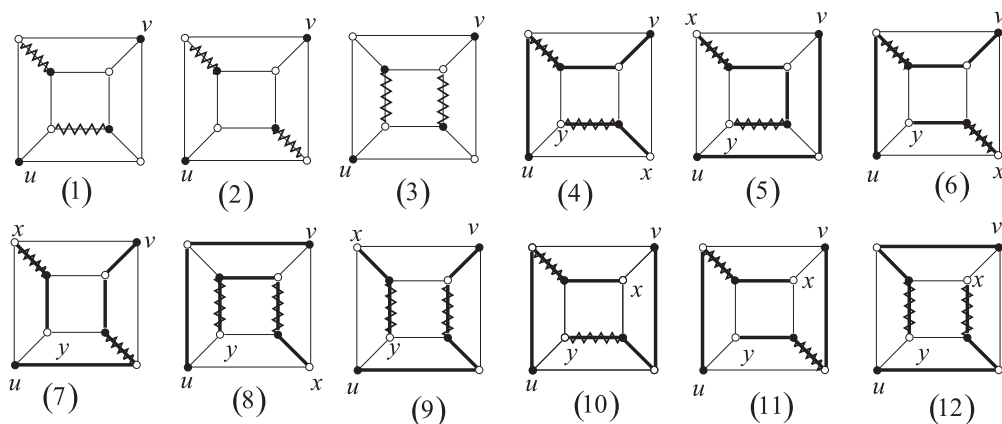 v v v v x v v
y y y
u u u u x u u x
(1) (2) (3) (4) (5) (6)
x v v x v v v v
x x x
y y y y y y
u u x u u u u
(7) (8) (9) (10) (11) (12)